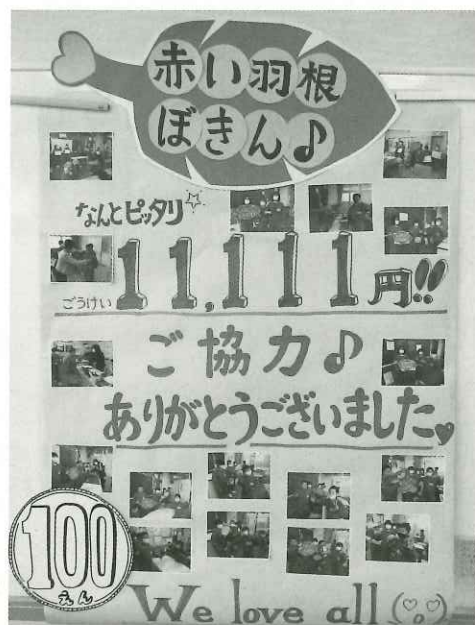 赤い羽根
ぼきん♪
なんとピッタリ☆
ごうけい11,111円!!
ご協力♪
ありがとうございました♥
100
えん
We love all (♡o♡)